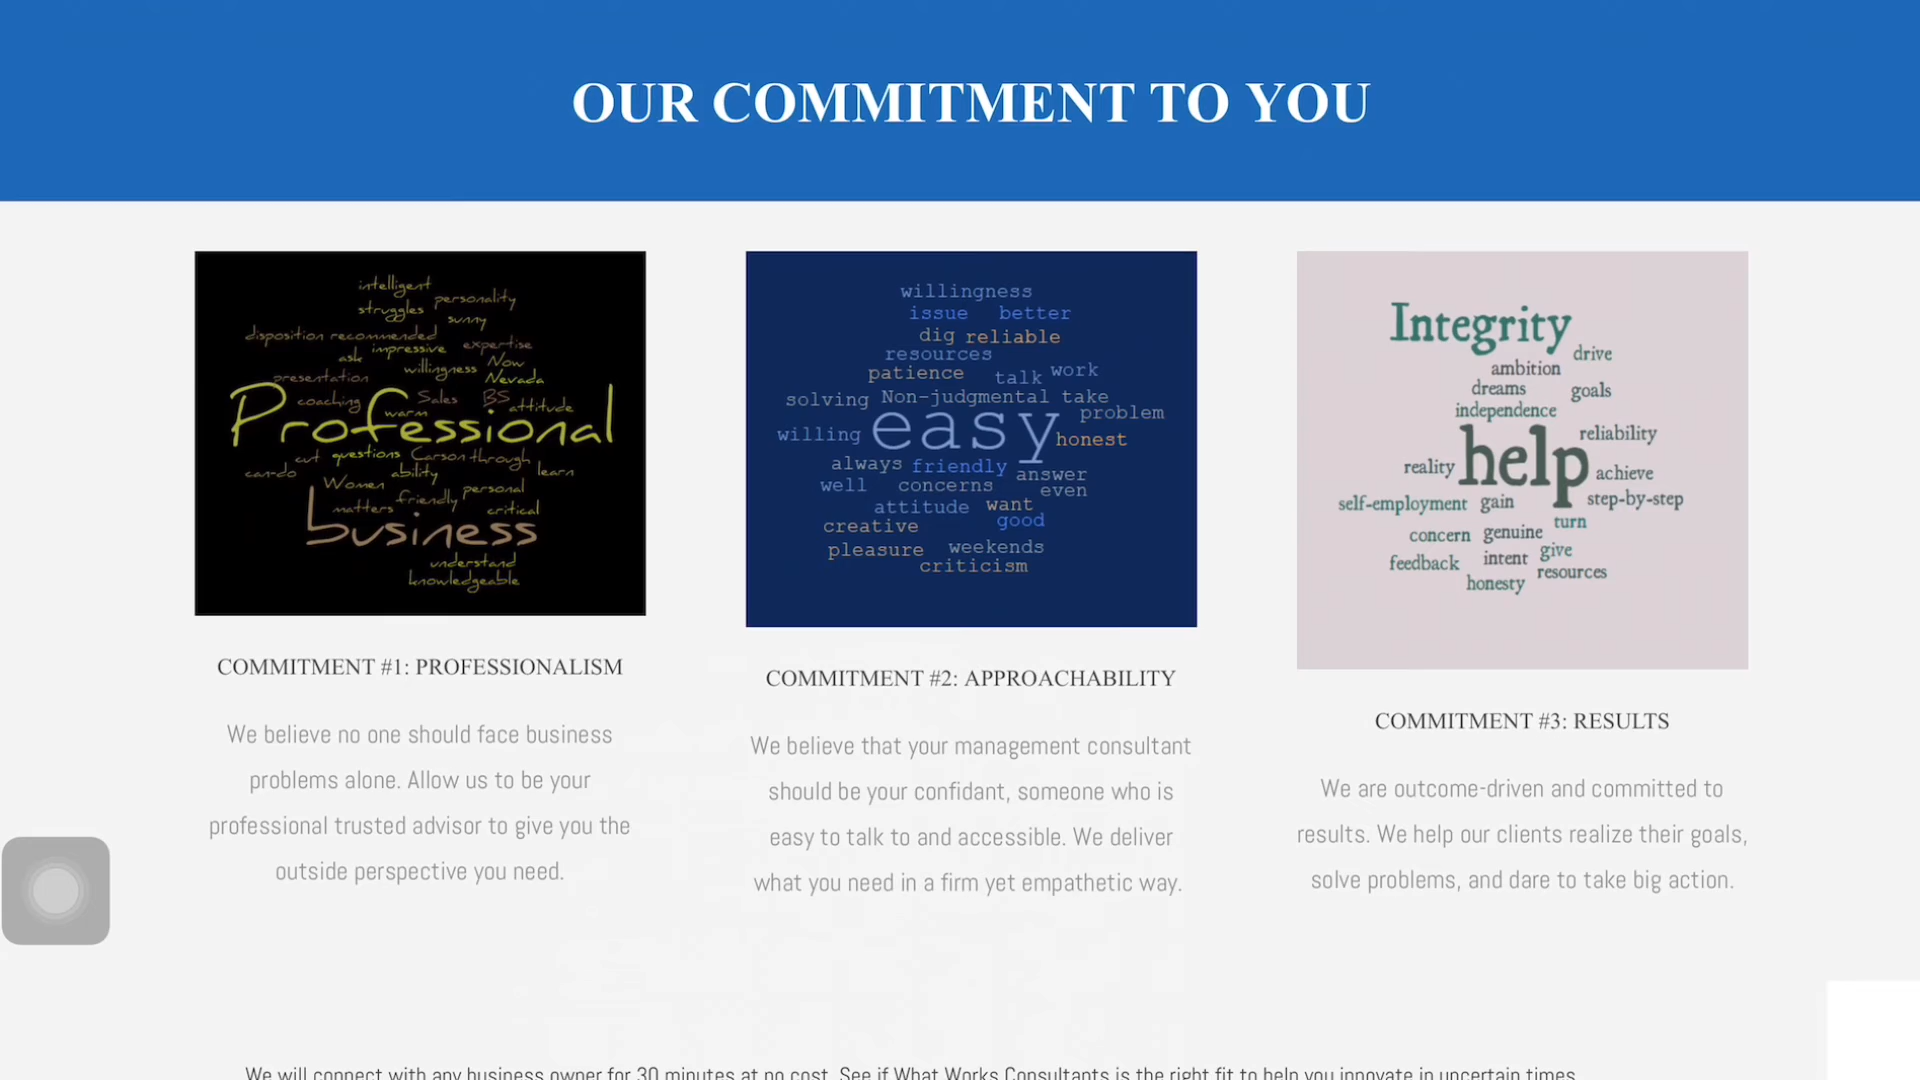 OUR COMMITMENT TO YOU
intelligent
struggles personality
sunny
disposition recommended
ask impressive expertise
willingness Now
presentation Nevada
coaching Sales BS
warm attitude
Professional
cut questions Carson through
can-do ability learn
Women personal
matters friendly critical
business
understand
knowledgeable
COMMITMENT #1: PROFESSIONALISM
We believe no one should face business
problems alone. Allow us to be your
professional trusted advisor to give you the
outside perspective you need.
willingness
issue better
dig reliable
resources
patience talk work
solving Non-judgmental take
problem
willing easy honest
always friendly answer
well concerns even
attitude want
creative good
pleasure weekends
criticism
COMMITMENT #2: APPROACHABILITY
We believe that your management consultant
should be your confidant, someone who is
easy to talk to and accessible. We deliver
what you need in a firm yet empathetic way.
Integrity
drive
ambition
dreams goals
independence
reliability
reality help achieve
self-employment gain step-by-step
turn
concern genuine
give
feedback intent
resources
honesty
COMMITMENT #3: RESULTS
We are outcome-driven and committed to
results. We help our clients realize their goals,
solve problems, and dare to take big action.
We will connect with any business owner for 30 minutes at no cost. See if What Works Consultants is the right fit to help you innovate in uncertain times.